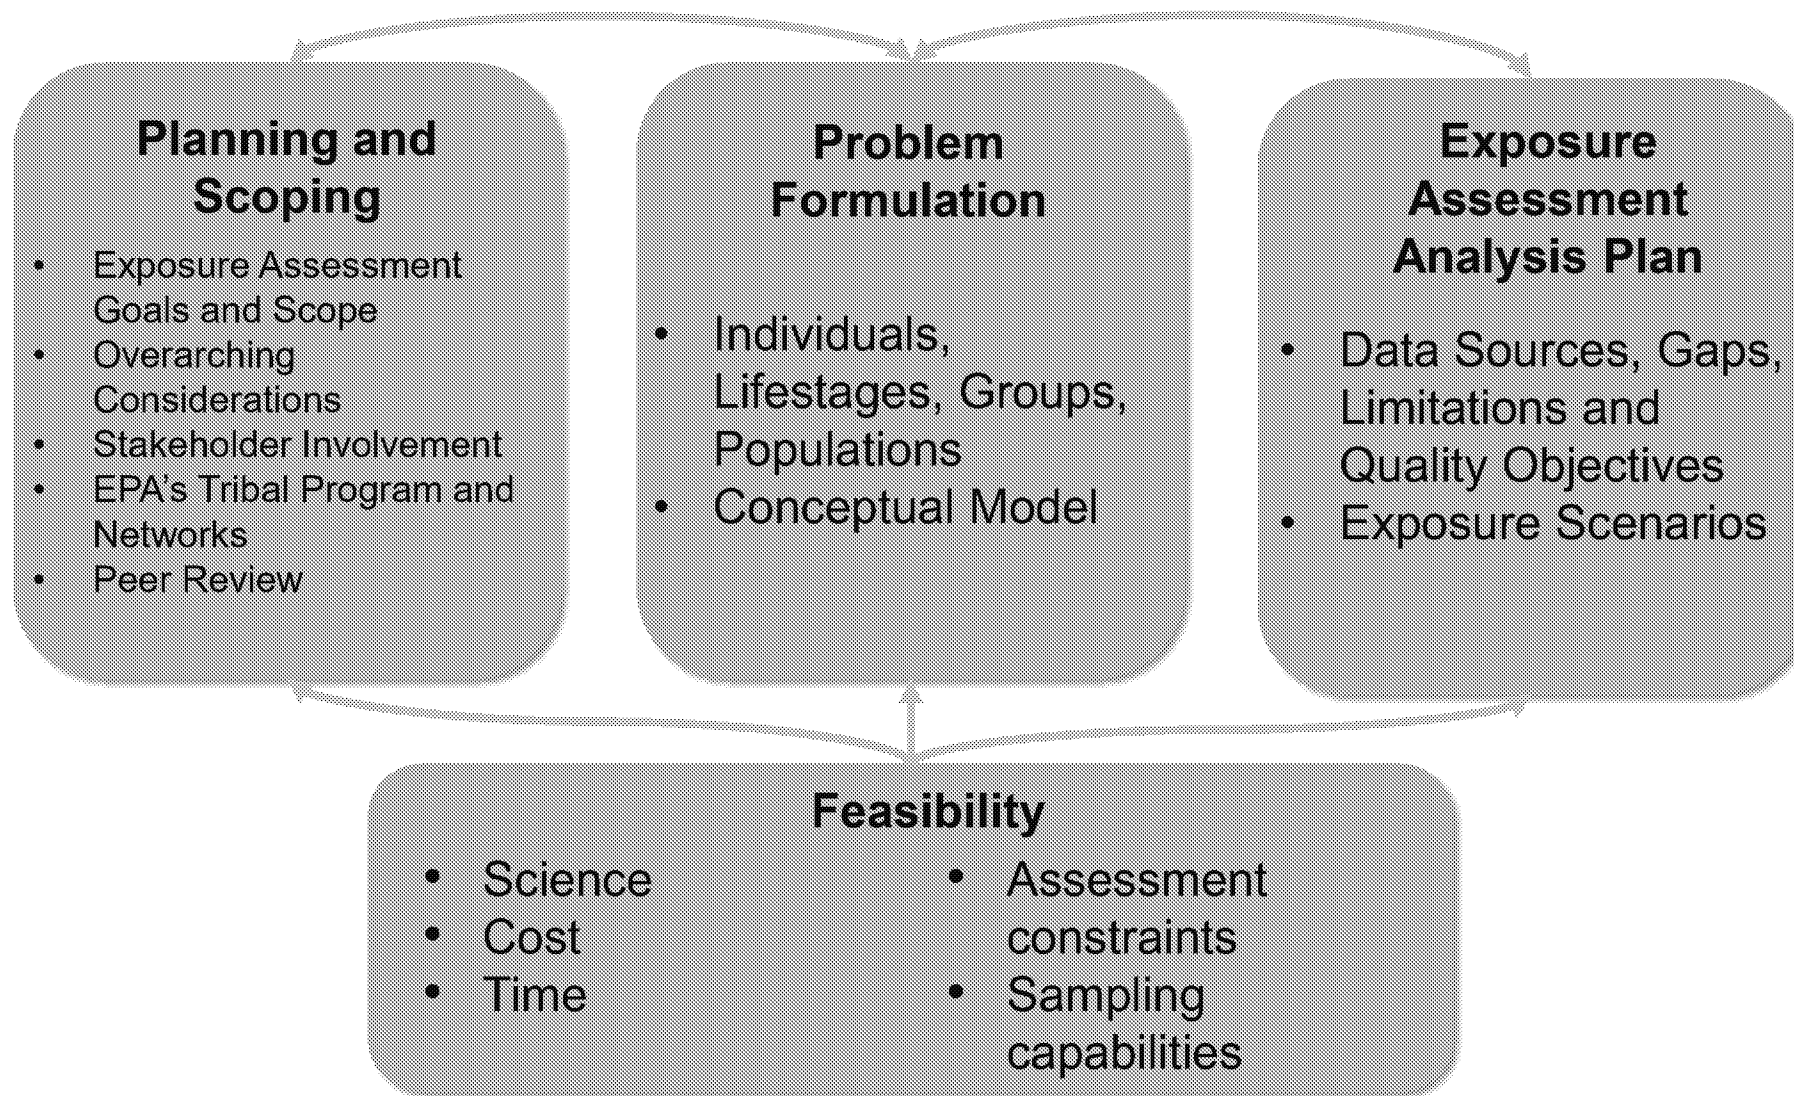 Planning and
Scoping
• Exposure Assessment
Goals and Scope
• Overarching
Considerations
• Stakeholder Involvement
• EPA's Tribal Program and
Networks
• Peer Review
Problem
Formulation
• Individuals,
Lifestages, Groups,
Populations
• Conceptual Model
Exposure
Assessment
Analysis Plan
• Data Sources, Gaps,
Limitations and
Quality Objectives
• Exposure Scenarios
Feasibility
• Science
• Cost
• Time
• Assessment
constraints
• Sampling
capabilities